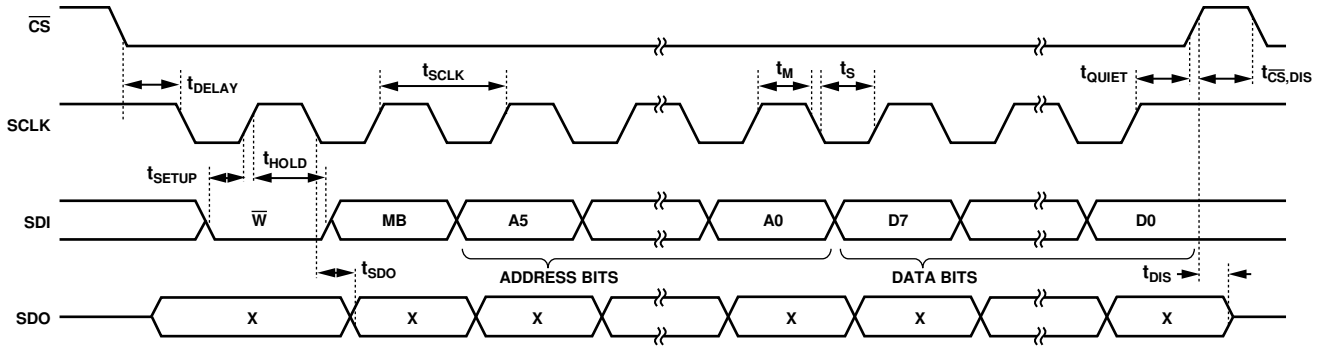 CS
tDELAY
tSCLK
tM
tS
tQUIET
tCS,DIS
SCLK
tSETUP
tHOLD
SDI
W
MB
A5
A0
D7
D0
tSDO
ADDRESS BITS
DATA BITS
tDIS
SDO
X
X
X
X
X
X